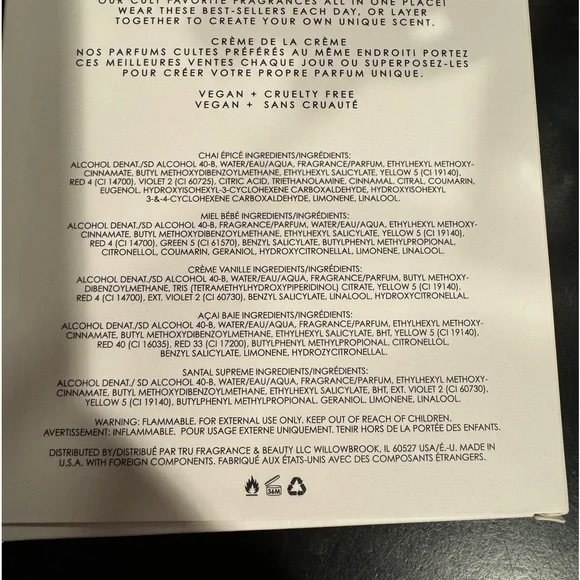 OUR CULT FAVORITE FRAGRANCES ALL IN ONE PLACE!
WEAR THESE BEST-SELLERS EACH DAY, OR LAYER
TOGETHER TO CREATE YOUR OWN UNIQUE SCENT.
CRÈME DE LA CRÈME
NOS PARFUMS CULTES PRÉFÉRÉS AU MÊME ENDROIT! PORTEZ
CES MEILLEURES VENTES CHAQUE JOUR OU SUPERPOSEZ-LES
POUR CRÉER VOTRE PROPRE PARFUM UNIQUE.
VEGAN + CRUELTY FREE
VEGAN + SANS CRUAUTÉ
CHAI ÉPICÉ INGREDIENTS/INGRÉDIENTS:
ALCOHOL DENAT./SD ALCOHOL 40-B, WATER/EAU/AQUA, FRAGRANCE/PARFUM, ETHYLHEXYL METHOXY-
CINNAMATE, BUTYL METHOXYDIBENZOYLMETHANE, ETHYLHEXYL SALICYLATE, YELLOW 5 (CI 19140),
RED 4 (CI 14700), VIOLET 2 (CI 60725), CITRIC ACID, TRIETHANOLAMINE, CINNAMAL, CITRAL, COUMARIN,
EUGENOL, HYDROXYISOHEXYL-3-CYCLOHEXENE CARBOXALDEHYDE, HYDROXYISOHEXYL
3-&-4-CYCLOHEXENE CARBOXALDEHYDE, LIMONENE, LINALOOL.
MIEL BÉBÉ INGREDIENTS/INGRÉDIENTS:
ALCOHOL DENAT./SD ALCOHOL 40-B, FRAGRANCE/PARFUM, WATER/EAU/AQUA, ETHYLHEXYL METHOXY-
CINNAMATE, BUTYL METHOXYDIBENZOYLMETHANE, ETHYLHEXYL SALICYLATE, YELLOW 5 (CI 19140),
RED 4 (CI 14700), GREEN 5 (CI 61570), BENZYL SALICYLATE, BUTYLPHENYL METHYLPROPIONAL,
CITRONELLOL, COUMARIN, GERANIOL, HYDROXYCITRONELLAL, LIMONENE, LINALOOL.
CRÈME VANILLE INGREDIENTS/INGRÉDIENTS:
ALCOHOL DENAT./SD ALCOHOL 40-B, WATER/EAU/AQUA, FRAGRANCE/PARFUM, BUTYL METHOXY-
DIBENZOYLMETHANE, TRIS (TETRAMETHYLHYDROXYPIPERIDINOL) CITRATE, YELLOW 5 (CI 19140),
RED 4 (CI 14700), EXT. VIOLET 2 (CI 60730), BENZYL SALICYLATE, LINALOOL, HYDROXYCITRONELLAL.
AÇAI BAIE INGREDIENTS/INGRÉDIENTS:
ALCOHOL DENAT./SD ALCOHOL 40-B, WATER/EAU/AQUA, FRAGRANCE/PARFUM, ETHYLHEXYL METHOXY-
CINNAMATE, BUTYL METHOXYDIBENZOYLMETHANE, ETHYLHEXYL SALICYLATE, BHT, YELLOW 5 (CI 19140),
RED 40 (CI 16035), RED 33 (CI 17200), BUTYLPHENYL METHYLPROPIONAL, CITRONELLOL,
BENZYL SALICYLATE, LIMONENE, HYDROZYCITRONELLAL.
SANTAL SUPREME INGREDIENTS/INGRÉDIENTS:
ALCOHOL DENAT./ SD ALCOHOL 40-B, WATER/EAU/AQUA, FRAGRANCE/PARFUM, ETHYLHEXYL METHOXY-
CINNAMATE, BUTYL METHOXYDIBENZOYLMETHANE, ETHYLHEXYL SALICYLATE, BHT, EXT. VIOLET 2 (CI 60730),
YELLOW 5 (CI 19140), BUTYLPHENYL METHYLPROPIONAL, GERANIOL, LIMONENE, LINALOOL.
WARNING: FLAMMABLE. FOR EXTERNAL USE ONLY. KEEP OUT OF REACH OF CHILDREN.
AVERTISSEMENT: INFLAMMABLE. POUR USAGE EXTERNE UNIQUEMENT. TENIR HORS DE LA PORTÉE DES ENFANTS.
DISTRIBUTED BY/DISTRIBUÉ PAR TRU FRAGRANCE & BEAUTY LLC WILLOWBROOK, IL 60527 USA/É.-U. MADE IN
U.S.A. WITH FOREIGN COMPONENTS. FABRIQUÉ AUX ÉTATS-UNIS AVEC DES COMPOSANTS ÉTRANGERS.
36M